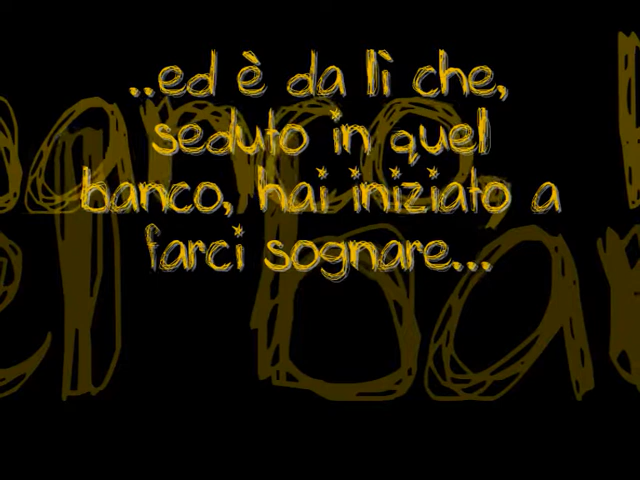 ..ed è da lì che,
seduto in quel
banco, hai iniziato a
farci sognare...